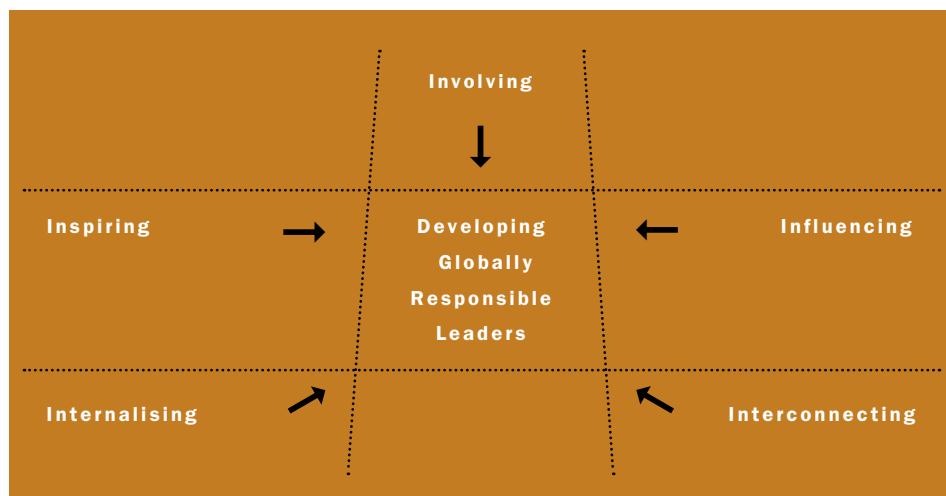 Involving
Inspiring
Developing
Globally
Responsible
Leaders
Influencing
Internalising
Interconnecting